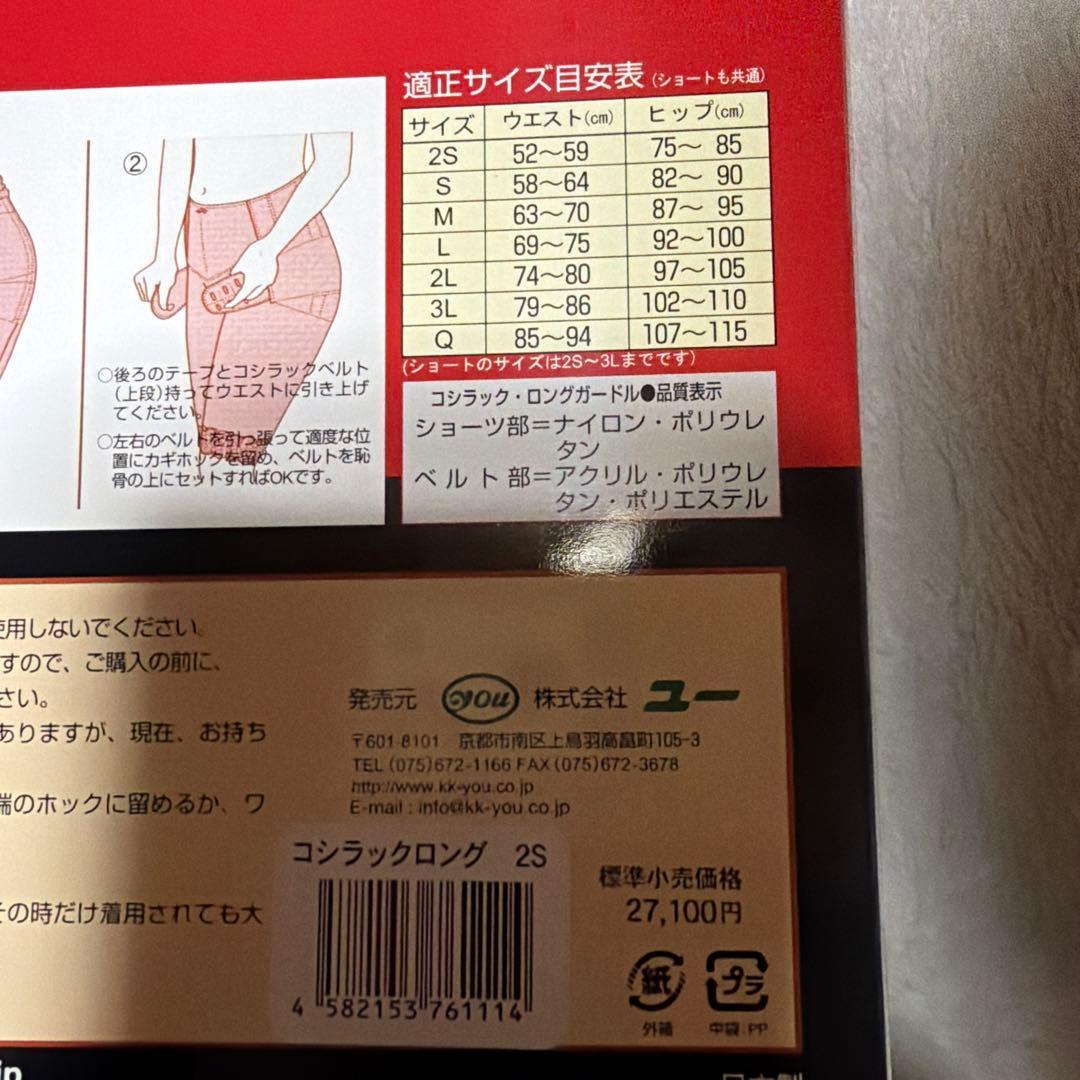 適正サイズ目安表(ショートも共通)
サイズ ウエスト(cm) ヒップ(cm)
2S 52〜59 75〜 85
S 58〜64 82〜 90
M 63〜70 87〜 95
L 69〜75 92〜100
2L 74〜80 97〜105
3L 79〜86 102〜110
Q 85〜94 107〜115
(ショートのサイズは2S〜3Lまでです)
②
○後ろのテープとコシラックベルト
(上段)持ってウエストに引き上げ
てください。
○左右のベルトを引っ張って適度な位
置にカギホックを留め、ベルトを恥
骨の上にセットすればOKです。
コシラック・ロングガードル●品質表示
ショーツ部=ナイロン・ポリウレ
タン
ベルト部=アクリル・ポリウレ
タン・ポリエステル
使用しないでください。
すので、ご購入の前に、
さい。
ありますが、現在、お持ち
端のホックに留めるか、ワ
その時だけ着用されても大
発売元 you 株式会社 ユー
〒601-8101 京都市南区上鳥羽高畠町105-3
TEL (075)672-1166 FAX (075)672-3678
http://www.kk-you.co.jp
E-mail : info@kk-you.co.jp
コシラックロング 2S
4 582153 761114
標準小売価格
27,100円
紙
外箱
プラ
中袋:PP
日本製